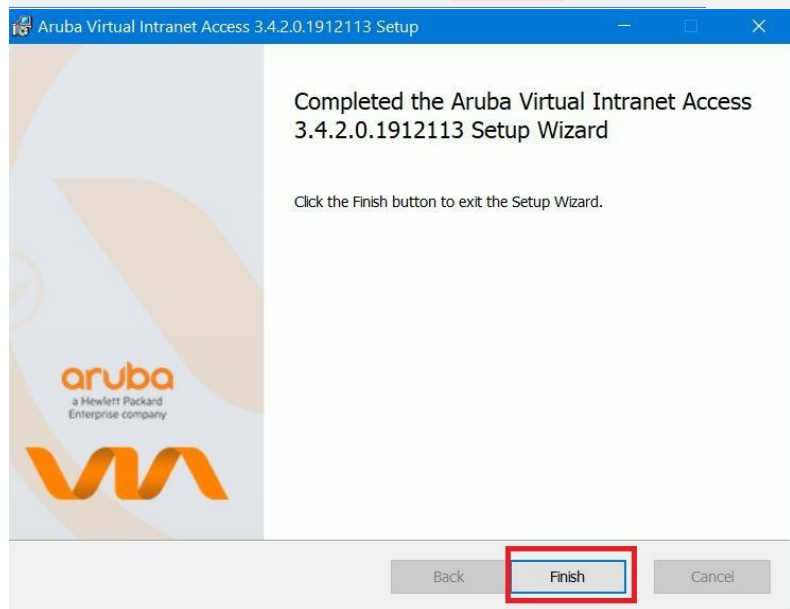 Aruba Virtual Intranet Access 3.4.2.0.1912113 Setup
Completed the Aruba Virtual Intranet Access
3.4.2.0.1912113 Setup Wizard
Click the Finish button to exit the Setup Wizard.
aruba
a Hewlett Packard
Enterprise company
VIA
Back
Finish
Cancel